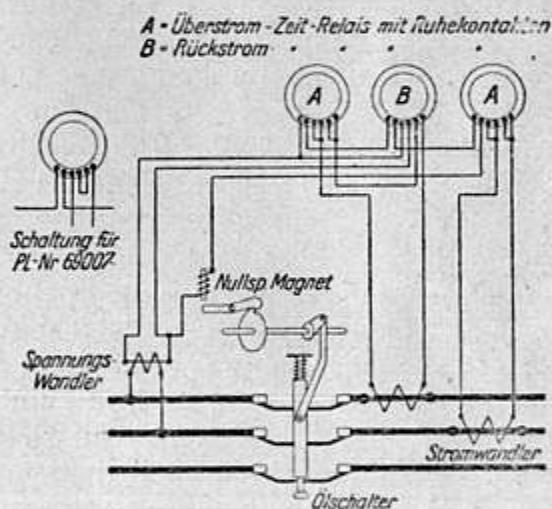 A = Überstrom-Zeit-Relais mit Ruhekontakten
B = Rückstrom " " " "
A
B
A
Schaltung für
PL-Nr 69007
Nullsp. Magnet
Spannungs-
Wandler
Stromwandler
Ölschalter